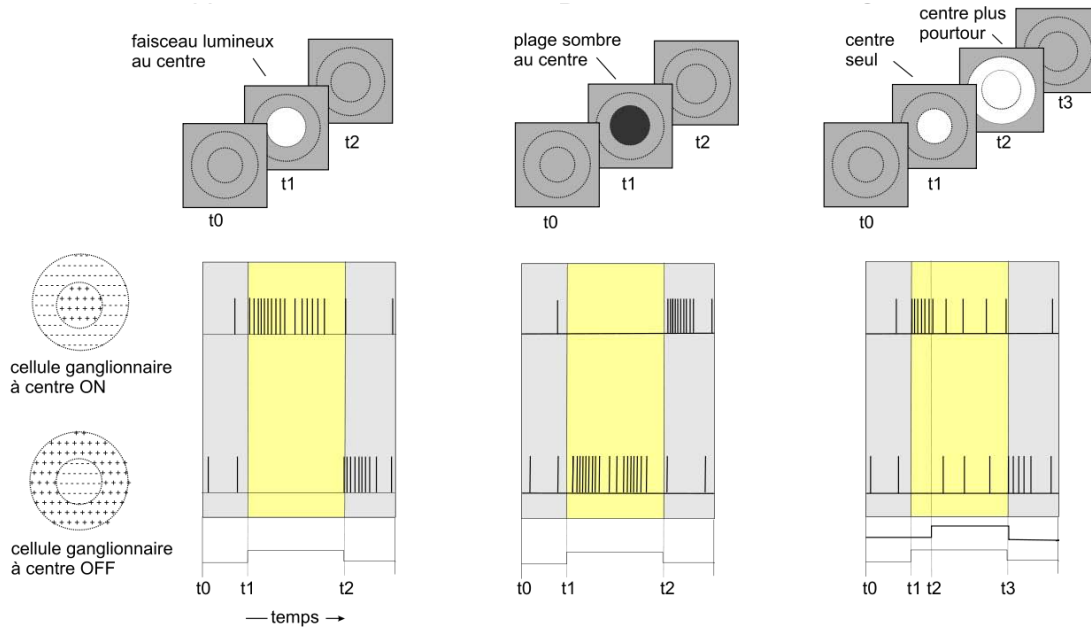 faisceau lumineux
au centre
t0
t1
t2
plage sombre
au centre
t0
t1
t2
centre
seul
centre plus
pourtour
t0
t1
t2
t3
cellule ganglionnaire
à centre ON
cellule ganglionnaire
à centre OFF
t0 t1 t2
temps
t0 t1 t2
t0 t1 t2 t3